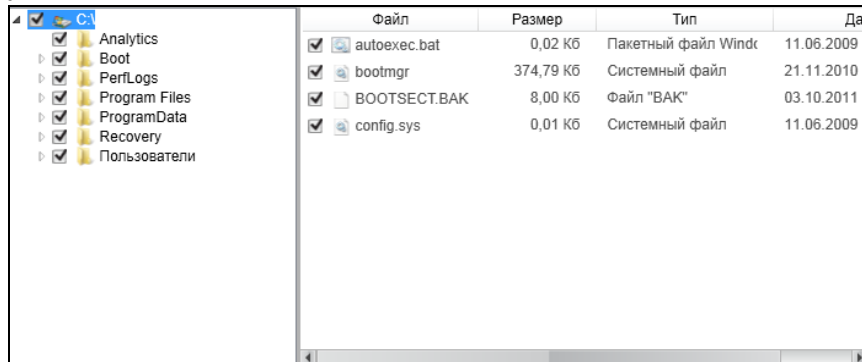 C:\
Analytics
Boot
PerfLogs
Program Files
ProgramData
Recovery
Пользователи
Файл Размер Тип Да
autoexec.bat 0,02 Кб Пакетный файл Windo 11.06.2009
bootmgr 374,79 Кб Системный файл 21.11.2010
BOOTSECT.BAK 8,00 Кб Файл "BAK" 03.10.2011
config.sys 0,01 Кб Системный файл 11.06.2009